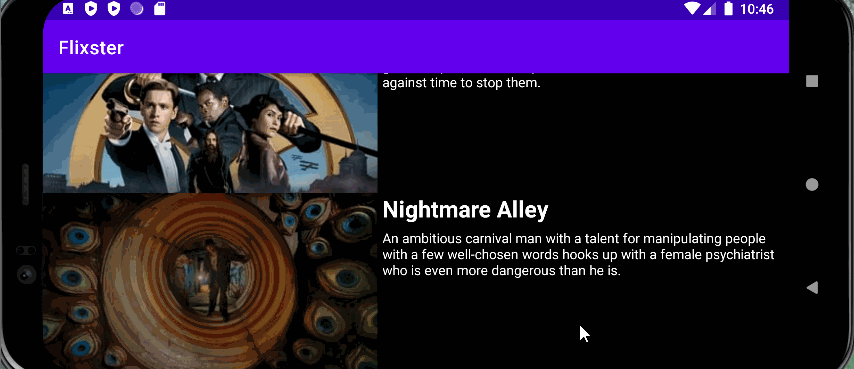 10:46
Flixster
against time to stop them.
Nightmare Alley
An ambitious carnival man with a talent for manipulating people
with a few well-chosen words hooks up with a female psychiatrist
who is even more dangerous than he is.